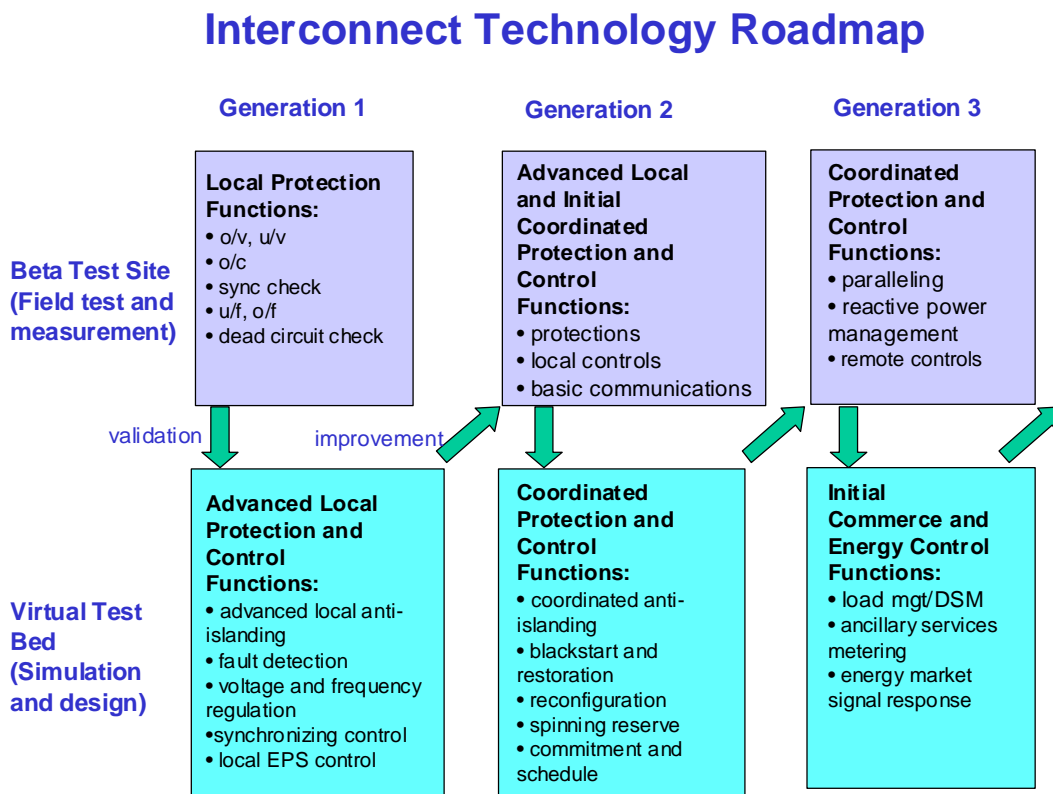 Interconnect Technology Roadmap
Generation 1
Generation 2
Generation 3
Beta Test Site
(Field test and
measurement)
Local Protection
Functions:
• o/v, u/v
• o/c
• sync check
• u/f, o/f
• dead circuit check
Advanced Local
and Initial
Coordinated
Protection and
Control
Functions:
• protections
• local controls
• basic communications
Coordinated
Protection and
Control
Functions:
• paralleling
• reactive power
management
• remote controls
validation
improvement
Virtual Test
Bed
(Simulation
and design)
Advanced Local
Protection and
Control
Functions:
• advanced local anti-
islanding
• fault detection
• voltage and frequency
regulation
•synchronizing control
• local EPS control
Coordinated
Protection and
Control
Functions:
• coordinated anti-
islanding
• blackstart and
restoration
• reconfiguration
• spinning reserve
• commitment and
schedule
Initial
Commerce and
Energy Control
Functions:
• load mgt/DSM
• ancillary services
metering
• energy market
signal response